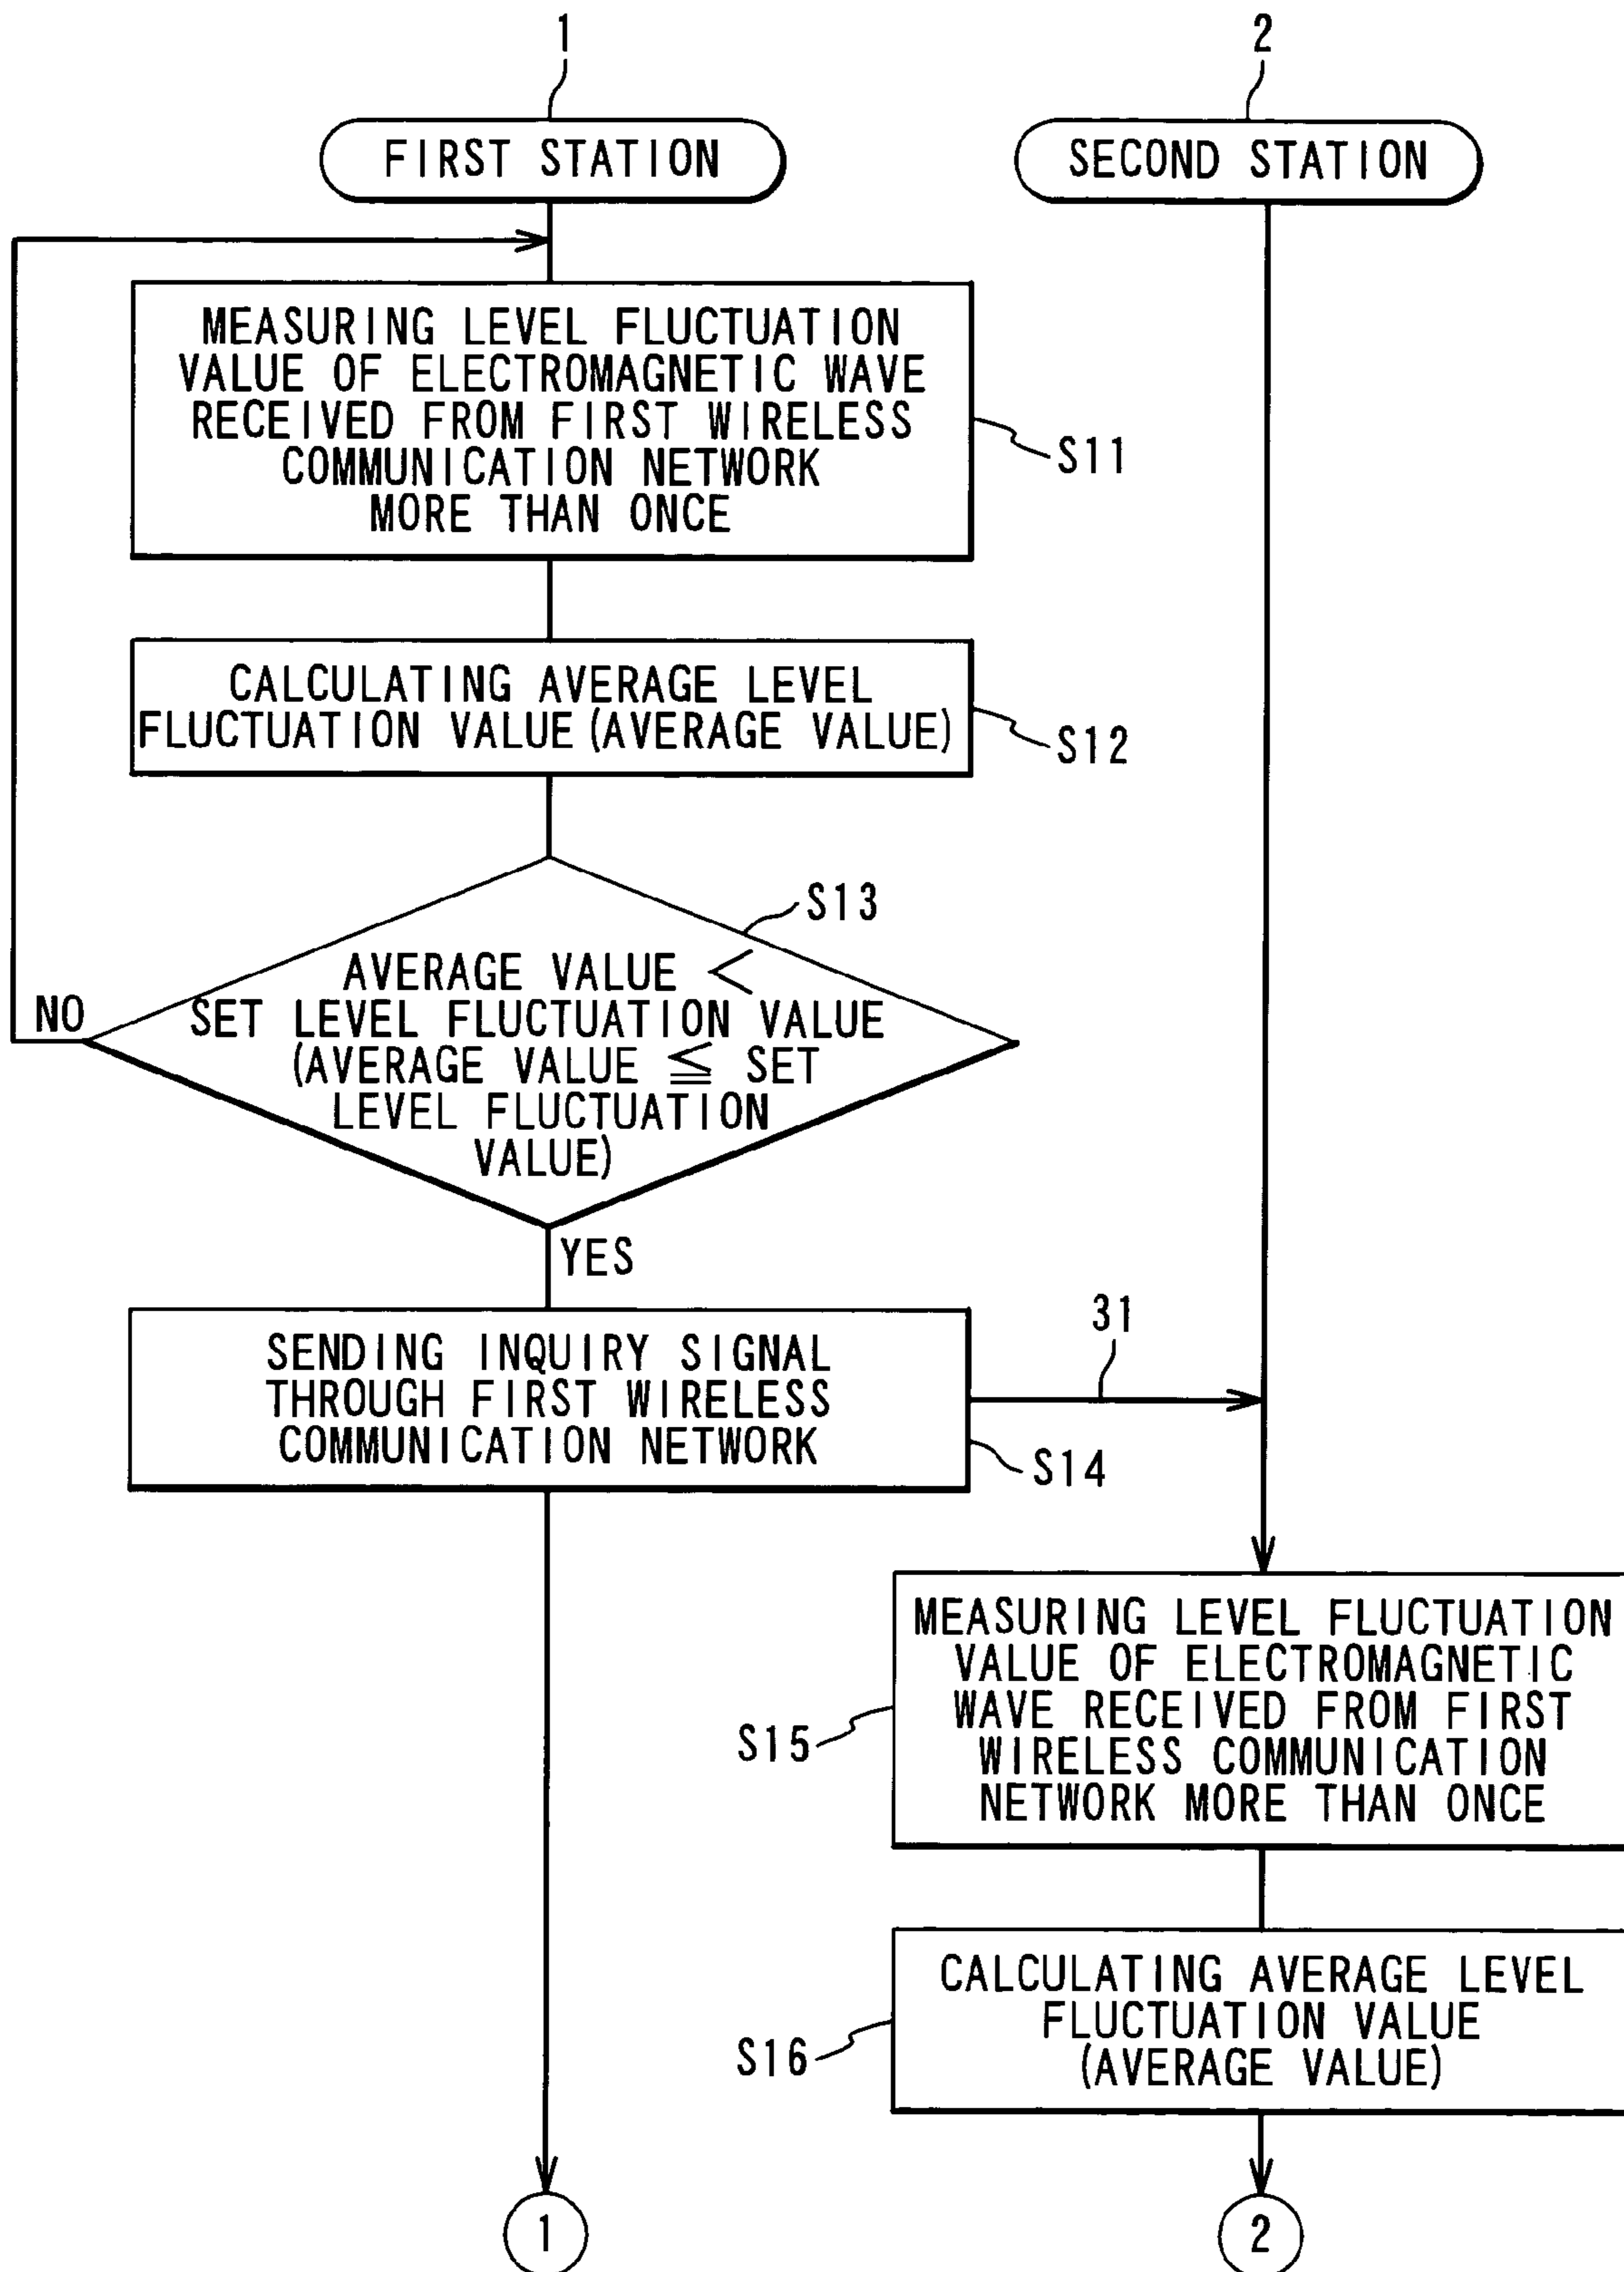 1
2
FIRST STATION
SECOND STATION
MEASURING LEVEL FLUCTUATION
VALUE OF ELECTROMAGNETIC WAVE
RECEIVED FROM FIRST WIRELESS
COMMUNICATION NETWORK
MORE THAN ONCE
S11
CALCULATING AVERAGE LEVEL
FLUCTUATION VALUE (AVERAGE VALUE)
S12
S13
AVERAGE VALUE <
SET LEVEL FLUCTUATION VALUE
(AVERAGE VALUE ≦ SET
LEVEL FLUCTUATION
VALUE)
NO
YES
SENDING INQUIRY SIGNAL
THROUGH FIRST WIRELESS
COMMUNICATION NETWORK
31
S14
MEASURING LEVEL FLUCTUATION
VALUE OF ELECTROMAGNETIC
WAVE RECEIVED FROM FIRST
WIRELESS COMMUNICATION
NETWORK MORE THAN ONCE
S15
CALCULATING AVERAGE LEVEL
FLUCTUATION VALUE
(AVERAGE VALUE)
S16
1
2